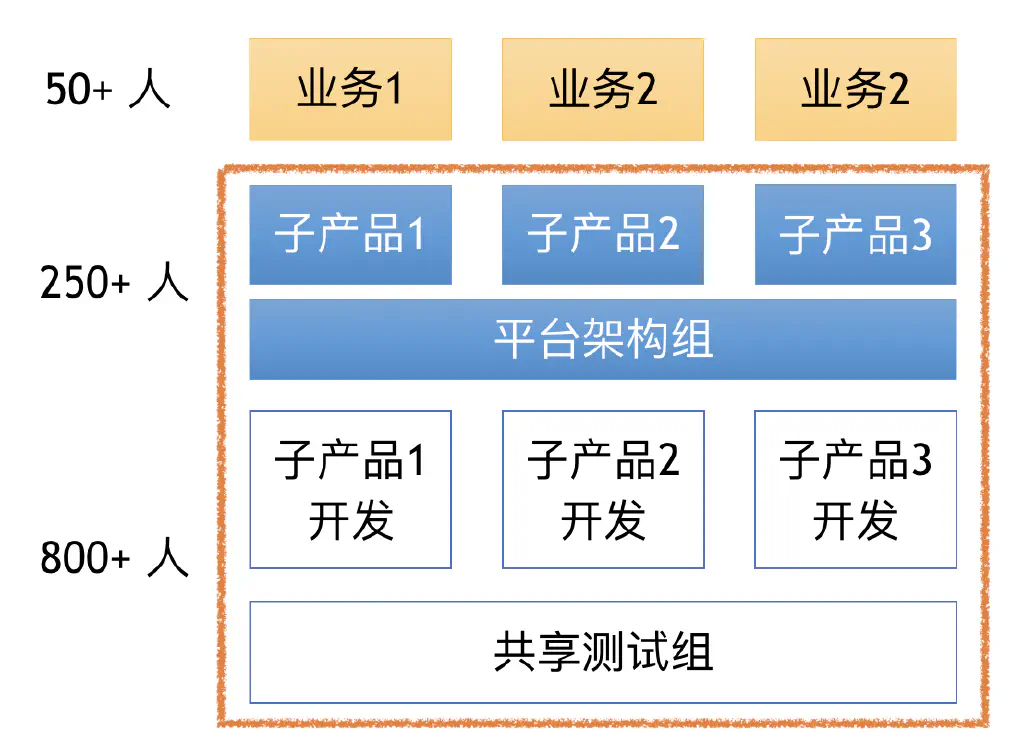 50+ 人
业务1
业务2
业务2
子产品1
子产品2
子产品3
250+ 人
平台架构组
子产品1
开发
子产品2
开发
子产品3
开发
800+ 人
共享测试组